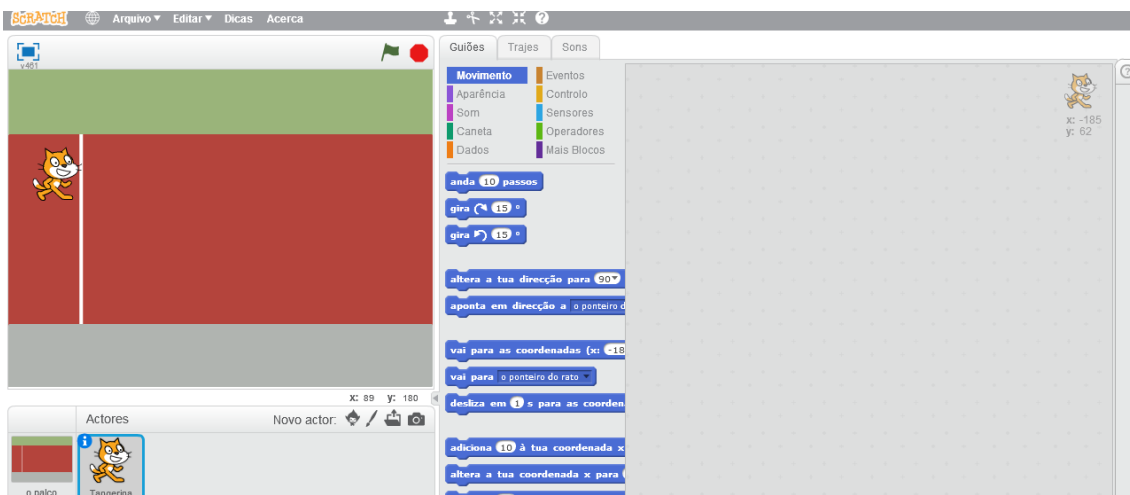 SCRATCH Arquivo Editar Dicas Acerca
v461
Guiões Trajes Sons
Movimento Eventos
Aparência Controlo
Som Sensores
Caneta Operadores
Dados Mais Blocos
x: -185
y: 62
anda 10 passos
gira 15 °
gira 15 °
altera a tua direcção para 90
aponta em direcção a o ponteiro d
vai para as coordenadas (x: -18
vai para o ponteiro do rato
desliza em 1 s para as coorden
adiciona 10 à tua coordenada x
altera a tua coordenada x para
x: 89 y: 180
Actores Novo actor:
o palco Tangerina